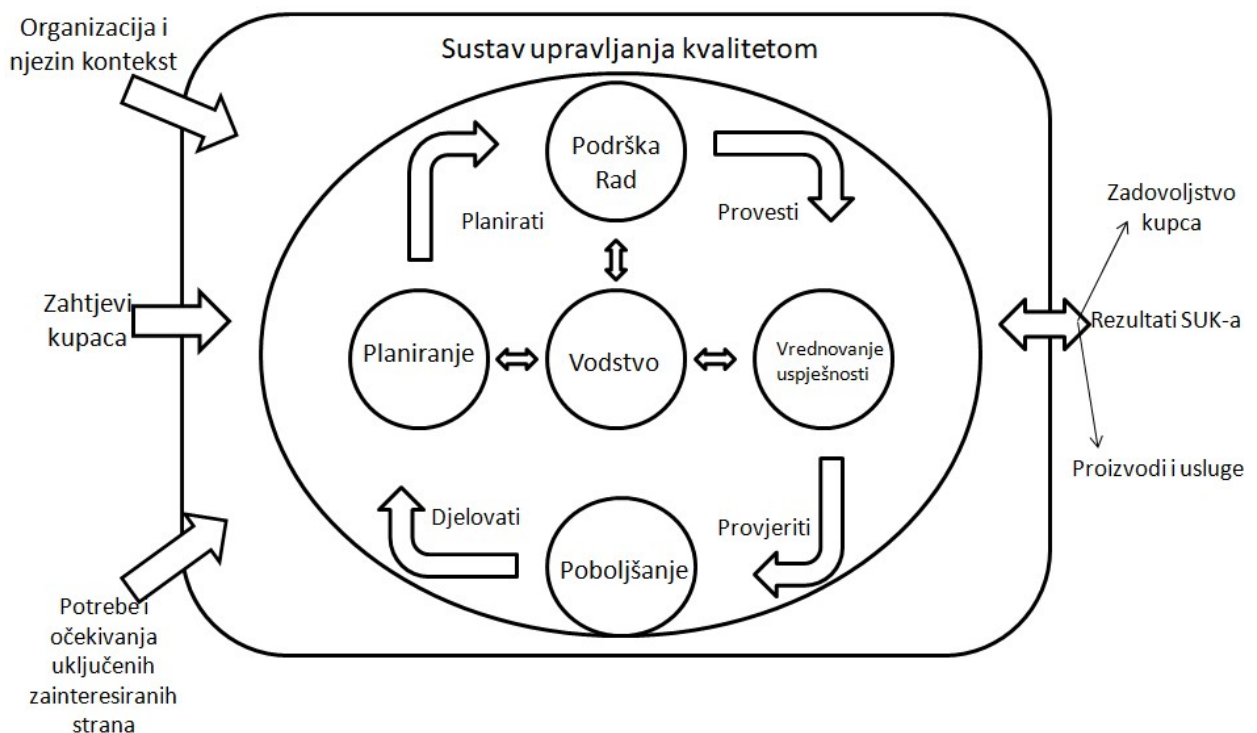 Organizacija i
njezin kontekst
Sustav upravljanja kvalitetom
Podrška
Rad
Planirati
Provesti
Zadovoljstvo
kupca
Zahtjevi
kupaca
Planiranje
Vodstvo
Vrednovanje
uspješnosti
Rezultati SUK-a
Proizvodi i usluge
Djelovati
Provjeriti
Poboljšanje
Potrebe i
očekivanja
uključenih
zainteresiranih
strana